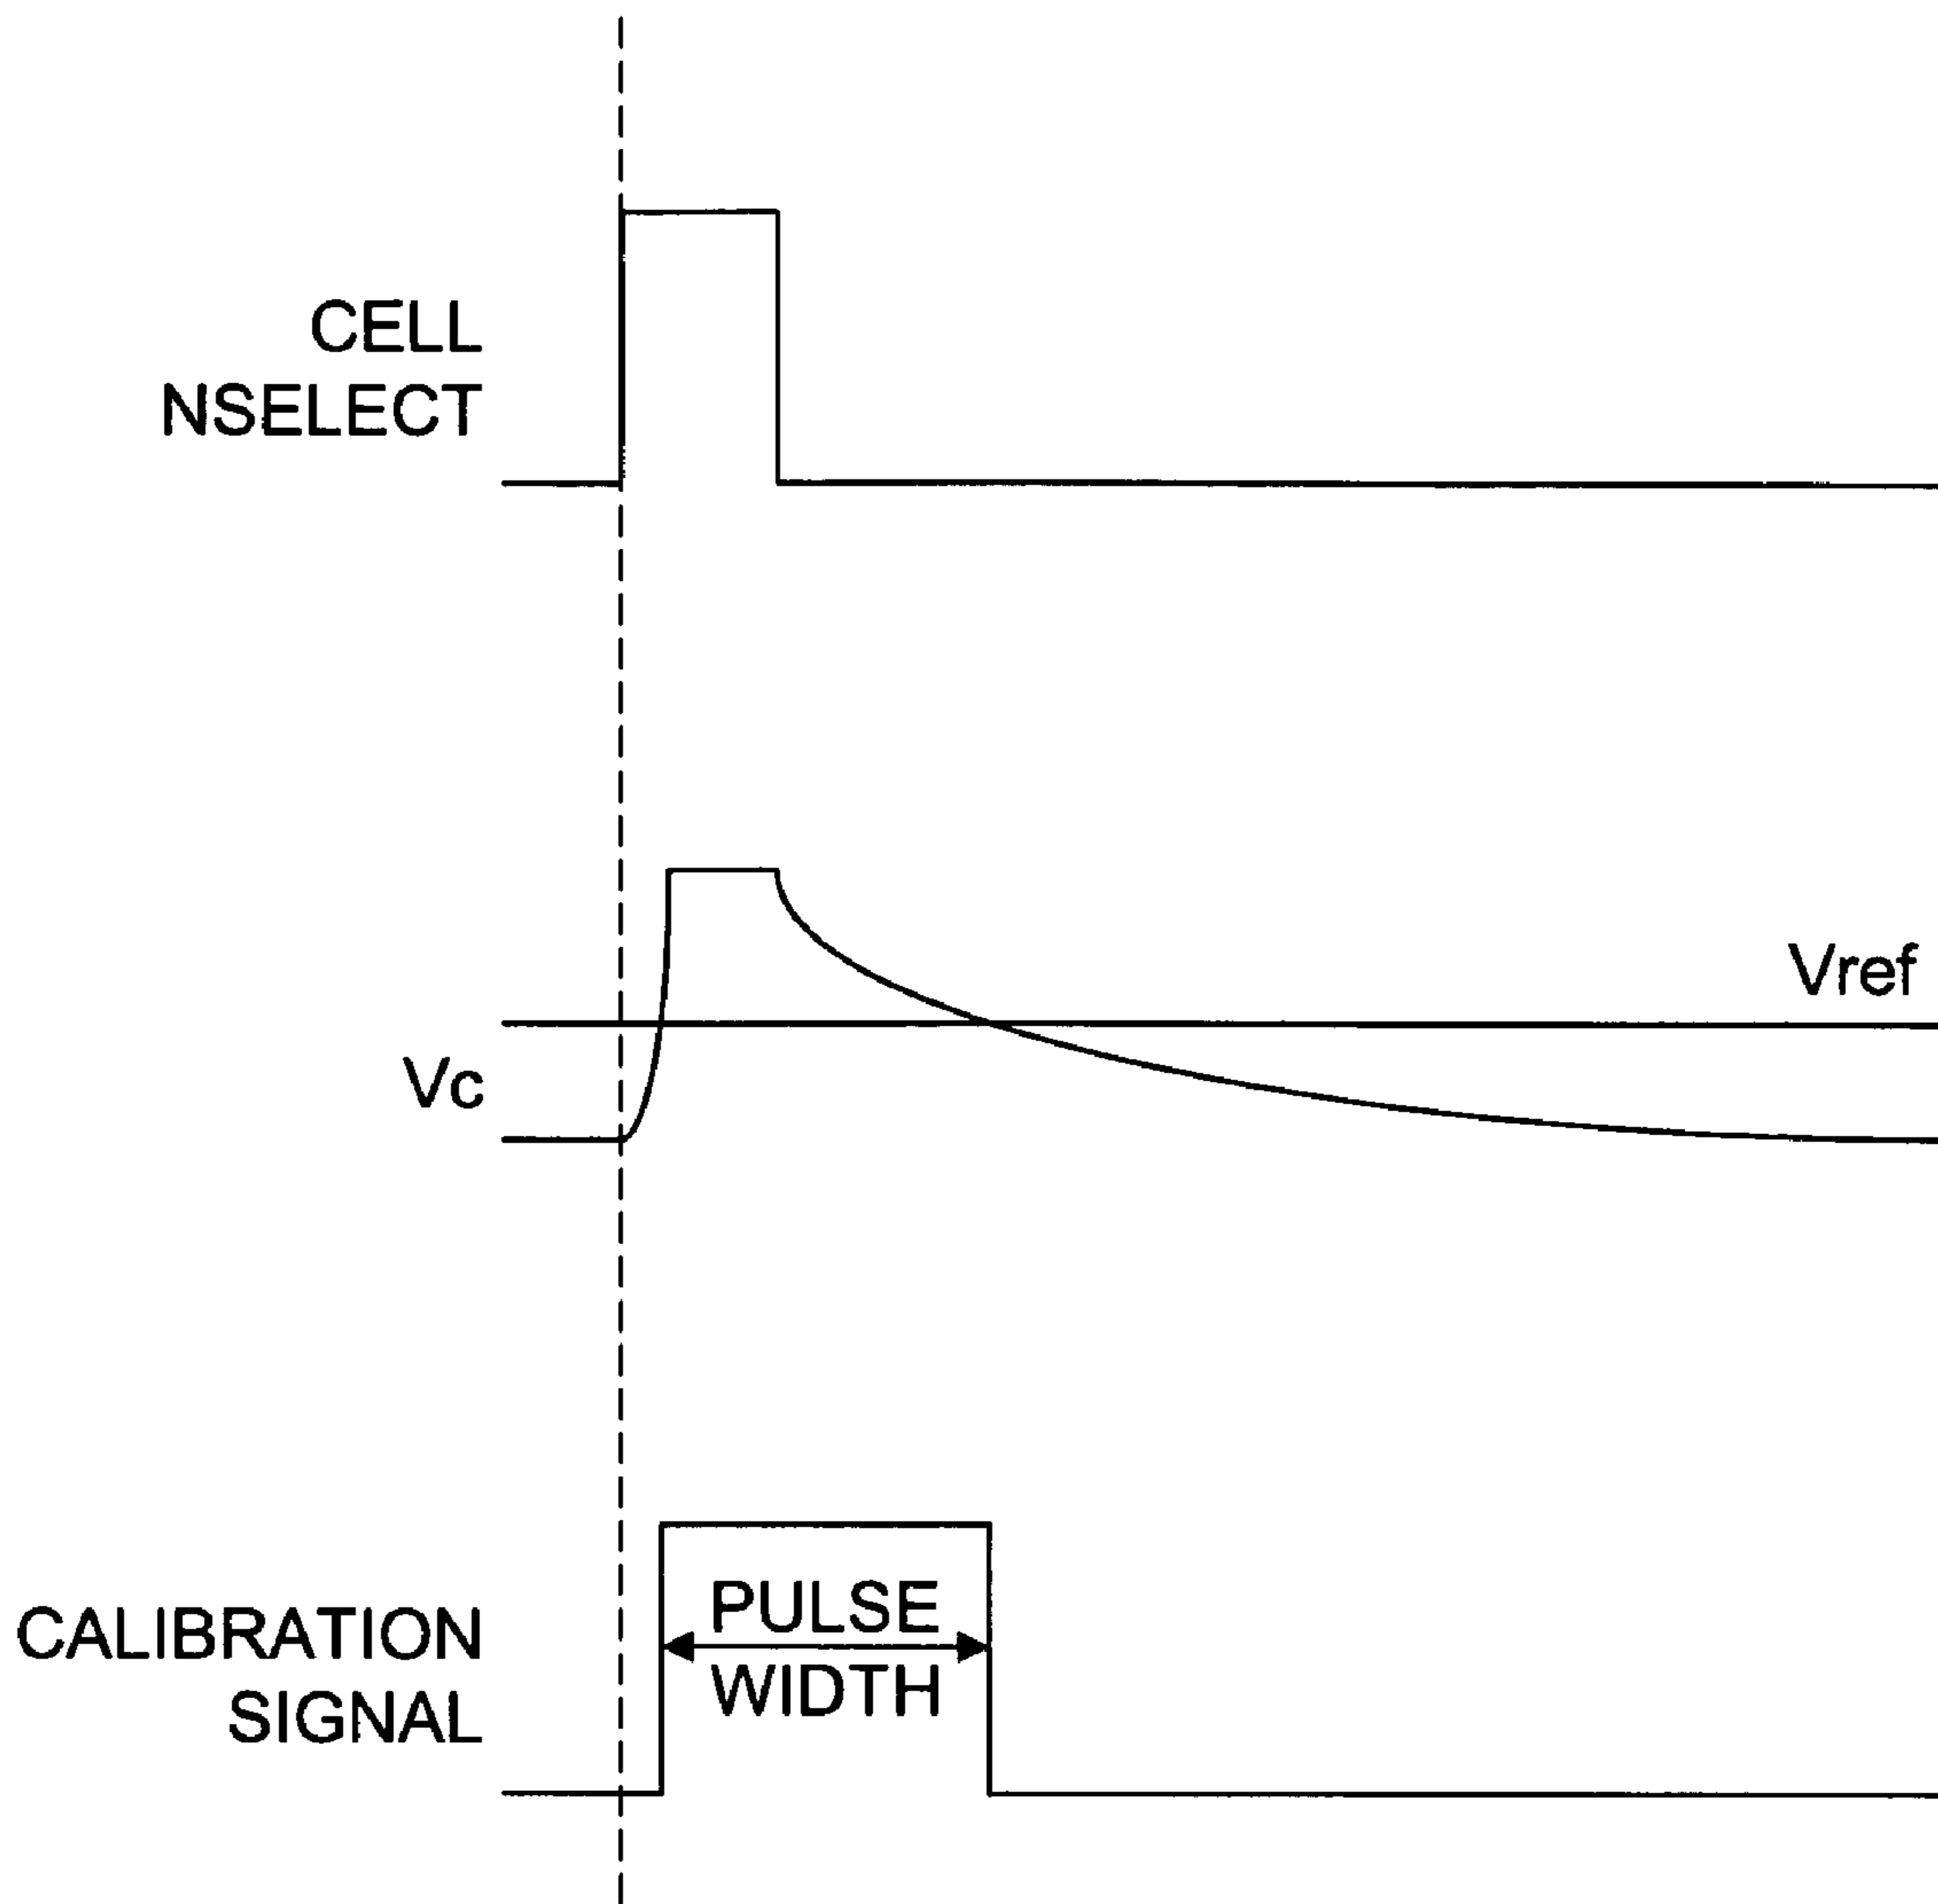 CELL
NSELECT
Vref
Vc
CALIBRATION
SIGNAL
PULSE
WIDTH